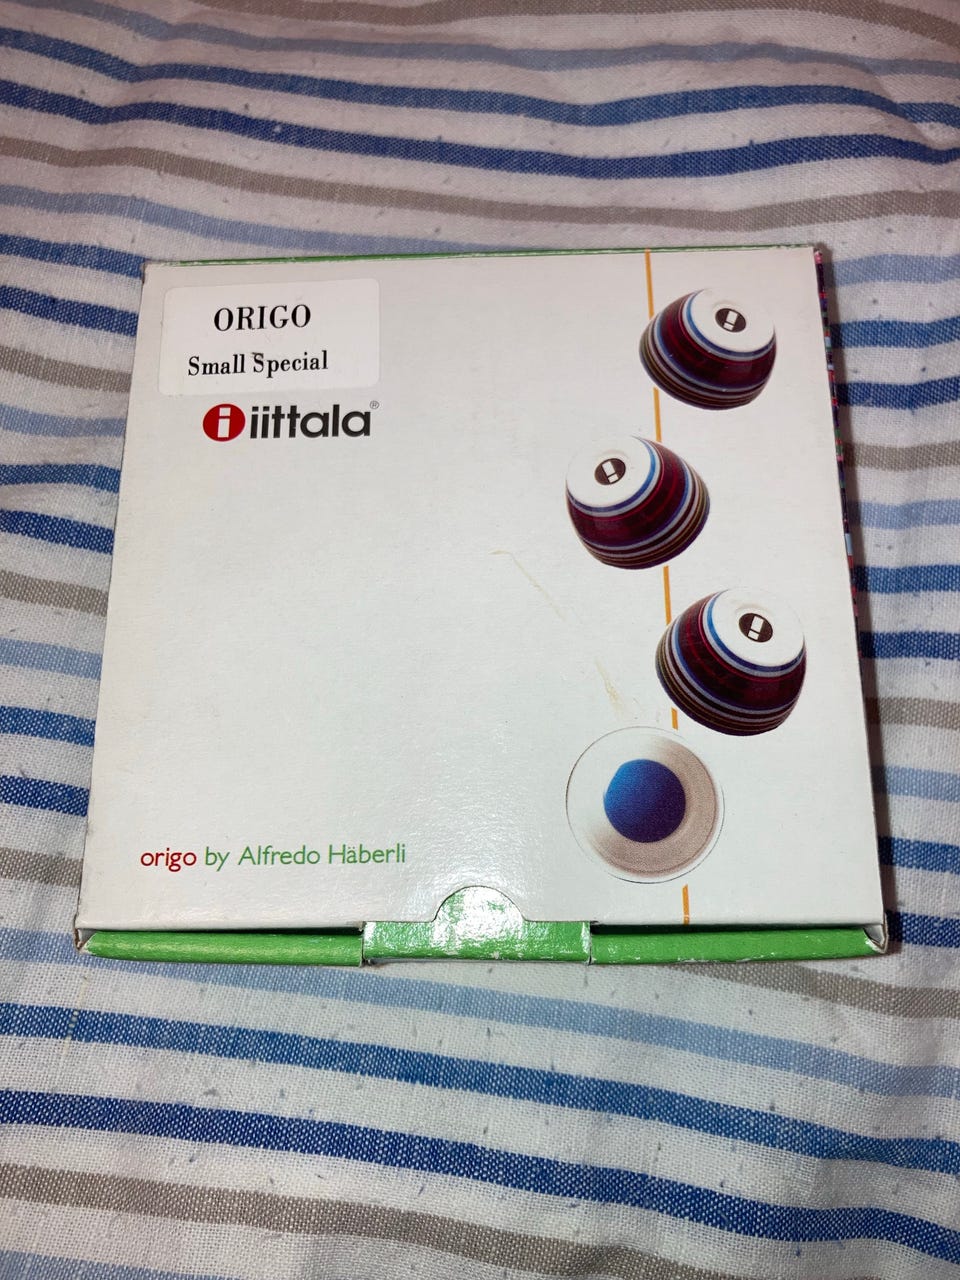 ORIGO
Small Special
iittala®
origo by Alfredo Häberli